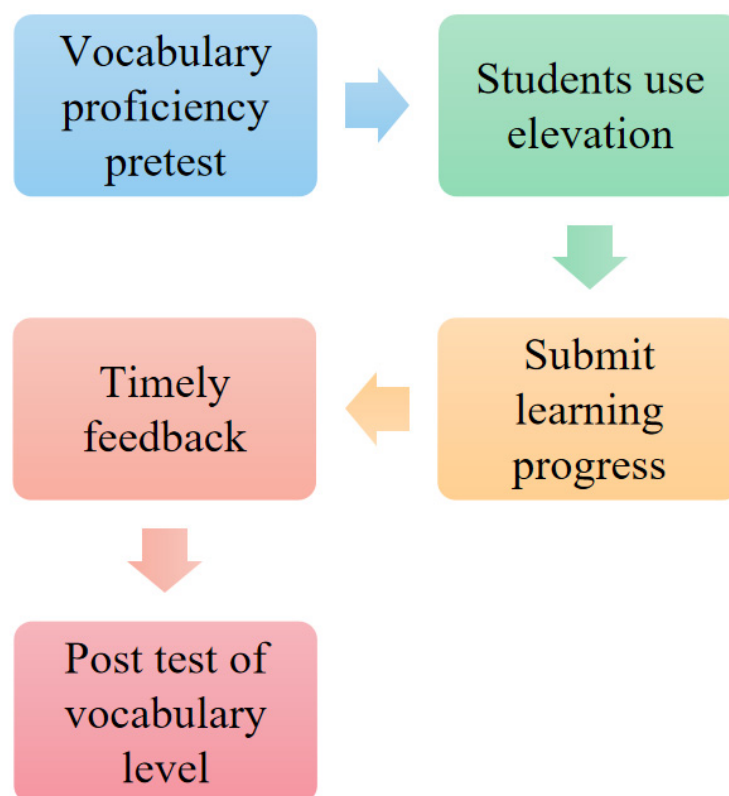 Vocabulary
proficiency
pretest
Students use
elevation
Submit
learning
progress
Timely
feedback
Post test of
vocabulary
level